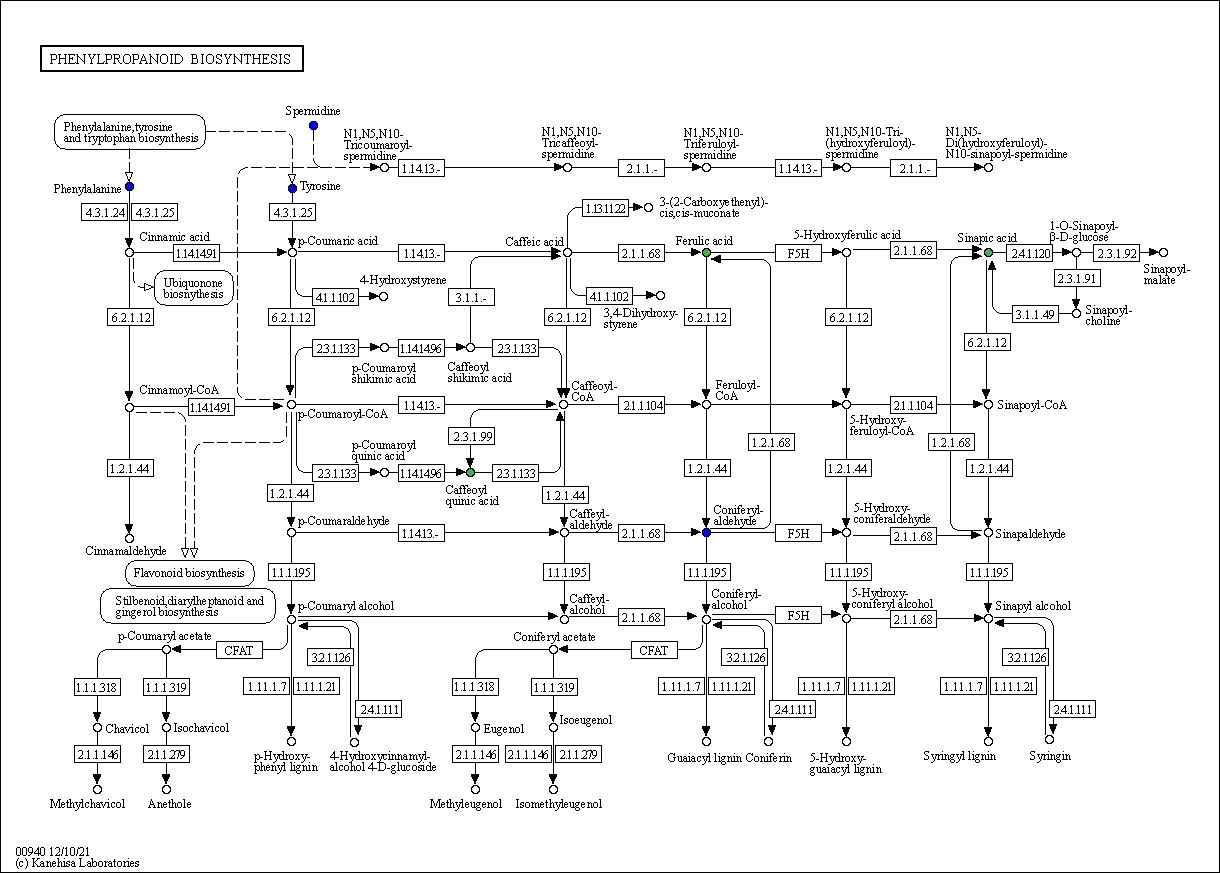 PHENYLPROPANOID BIOSYNTHESIS
Spermidine
Phenylalanine,tyrosine
and tryptophan biosynthesis
N1,N5,N10-
Tricoumaroyl-
spermidine
N1,N5,N10-
Tricaffeoyl-
spermidine
N1,N5,N10-
Triferuloyl-
spermidine
N1,N5,N10-Tri-
(hydroxyferuloyl)-
spermidine
N1,N5-
Di(hydroxyferuloyl)-
N10-sinapoyl-spermidine
1.14.13.-
2.1.1.-
1.14.13.-
2.1.1.-
Phenylalanine
Tyrosine
4.3.1.24
4.3.1.25
4.3.1.25
1.13.11.22
3-(2-Carboxyethenyl)-
cis,cis-muconate
Cinnamic acid
p-Coumaric acid
Caffeic acid
Ferulic acid
5-Hydroxyferulic acid
Sinapic acid
1-O-Sinapoyl-
β-D-glucose
1.14.14.91
1.14.13.-
2.1.1.68
F5H
2.1.1.68
2.4.1.120
2.3.1.92
Sinapoyl-
malate
Ubiquonone
biosnythesis
4-Hydroxystyrene
4.1.1.102
3.1.1.-
4.1.1.102
3,4-Dihydroxy-
styrene
2.3.1.91
3.1.1.49
Sinapoyl-
choline
6.2.1.12
6.2.1.12
6.2.1.12
6.2.1.12
6.2.1.12
6.2.1.12
2.3.1.133
1.14.14.96
2.3.1.133
p-Coumaroyl
shikimic acid
Caffeoyl
shikimic acid
Cinnamoyl-CoA
1.14.14.91
p-Coumaroyl-CoA
1.14.13.-
Caffeoyl-
CoA
2.1.1.104
Feruloyl-
CoA
5-Hydroxy-
feruloyl-CoA
2.1.1.104
Sinapoyl-CoA
2.3.1.99
1.2.1.68
1.2.1.68
p-Coumaroyl
quinic acid
2.3.1.133
1.14.14.96
2.3.1.133
Caffeoyl
quinic acid
1.2.1.44
1.2.1.44
1.2.1.44
1.2.1.44
1.2.1.44
1.2.1.44
Cinnamaldehyde
p-Coumaraldehyde
1.14.13.-
Caffeyl-
aldehyde
2.1.1.68
Coniferyl-
aldehyde
F5H
5-Hydroxy-
coniferaldehyde
2.1.1.68
Sinapaldehyde
Flavonoid biosynthesis
Stilbenoid,diarylheptanoid and
gingerol biosynthesis
1.1.1.195
1.1.1.195
1.1.1.195
1.1.1.195
1.1.1.195
p-Coumaryl alcohol
Caffeyl-
alcohol
2.1.1.68
Coniferyl-
alcohol
F5H
5-Hydroxy-
coniferyl alcohol
2.1.1.68
Sinapyl alcohol
p-Coumaryl acetate
CFAT
Coniferyl acetate
CFAT
3.2.1.126
3.2.1.126
3.2.1.126
1.1.1.318
1.1.1.319
1.11.1.7
1.11.1.21
1.1.1.318
1.1.1.319
1.11.1.7
1.11.1.21
1.11.1.7
1.11.1.21
1.11.1.7
1.11.1.21
2.4.1.111
2.4.1.111
2.4.1.111
Chavicol
Isochavicol
Eugenol
Isoeugenol
2.1.1.146
2.1.1.279
2.1.1.146
2.1.1.146
2.1.1.279
p-Hydroxy-
phenyl lignin
4-Hydroxycinnamyl-
alcohol 4-D-glucoside
Guaiacyl lignin
Coniferin
5-Hydroxy-
guaiacyl lignin
Syringyl lignin
Syringin
Methylchavicol
Anethole
Methyleugenol
Isomethyleugenol
00940 12/10/21
(c) Kanehisa Laboratories